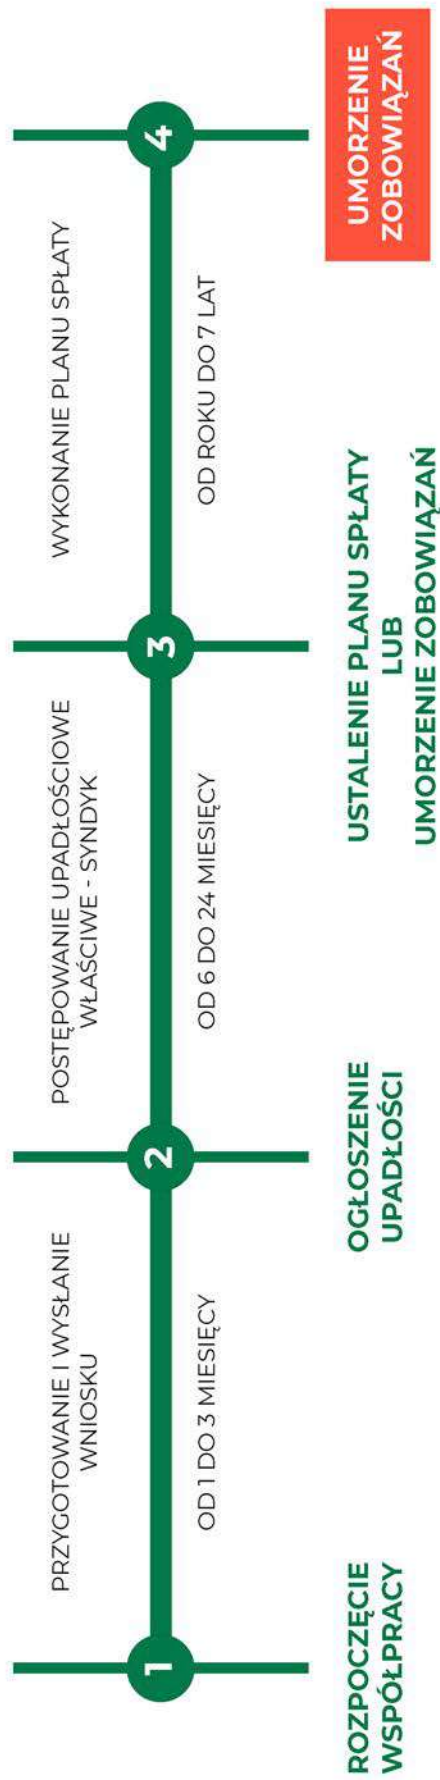 PRZYGOTOWANIE I WYSŁANIE
WNIOSKU
POSTĘPOWANIE UPADŁOŚCIOWE
WŁAŚCIWE - SYNDYK
WYKONANIE PLANU SPŁATY
1
2
3
4
OD 1 DO 3 MIESIĘCY
OD 6 DO 24 MIESIĘCY
OD ROKU DO 7 LAT
ROZPOCZĘCIE
WSPÓŁPRACY
OGŁOSZENIE
UPADŁOŚCI
USTALENIE PLANU SPŁATY
LUB
UMORZENIE ZOBOWIĄZAŃ
UMORZENIE
ZOBOWIĄZAŃ